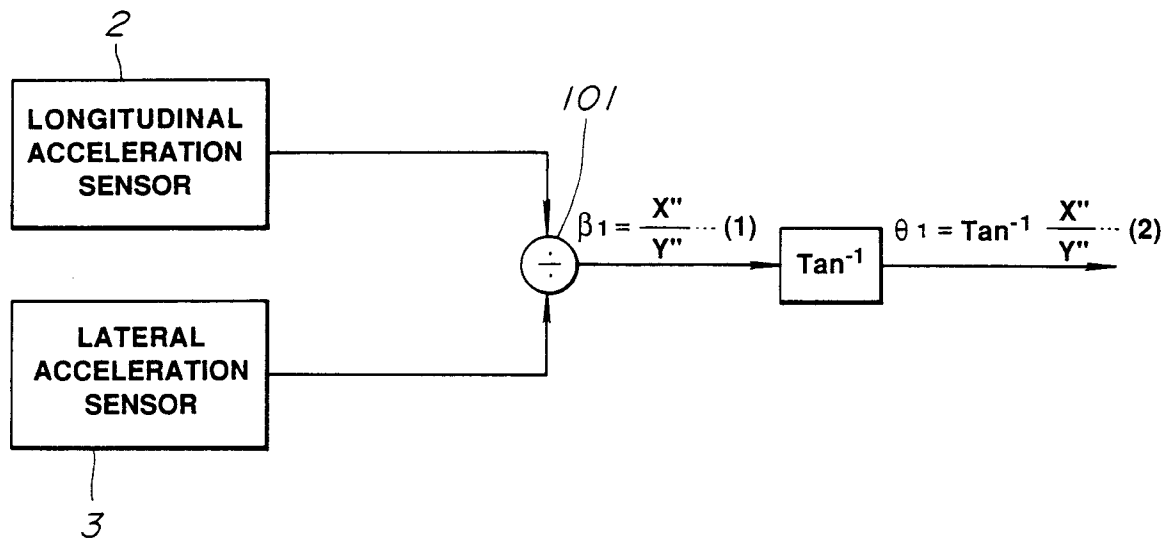 2
LONGITUDINAL
ACCELERATION
SENSOR
101
÷
β1 = X''/Y'' ··· (1)
Tan⁻¹
θ1 = Tan⁻¹ X''/Y'' ··· (2)
LATERAL
ACCELERATION
SENSOR
3